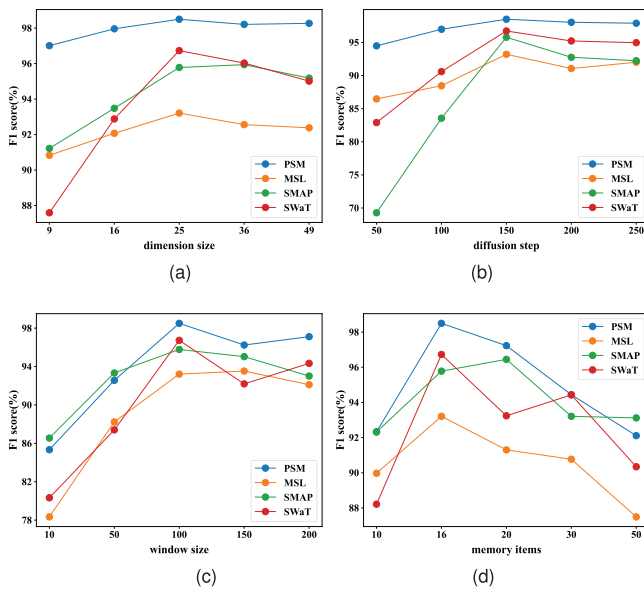 98
96
94
92
90
88
F1 score(%)
PSM
MSL
SMAP
SWaT
9 16 25 36 49
dimension size
(a)
95
90
85
80
75
70
F1 score(%)
PSM
MSL
SMAP
SWaT
50 100 150 200 250
diffusion step
(b)
98
94
90
86
82
78
F1 score(%)
PSM
MSL
SMAP
SWaT
10 50 100 150 200
window size
(c)
98
96
94
92
90
88
F1 score(%)
PSM
MSL
SMAP
SWaT
10 16 20 30 50
memory items
(d)